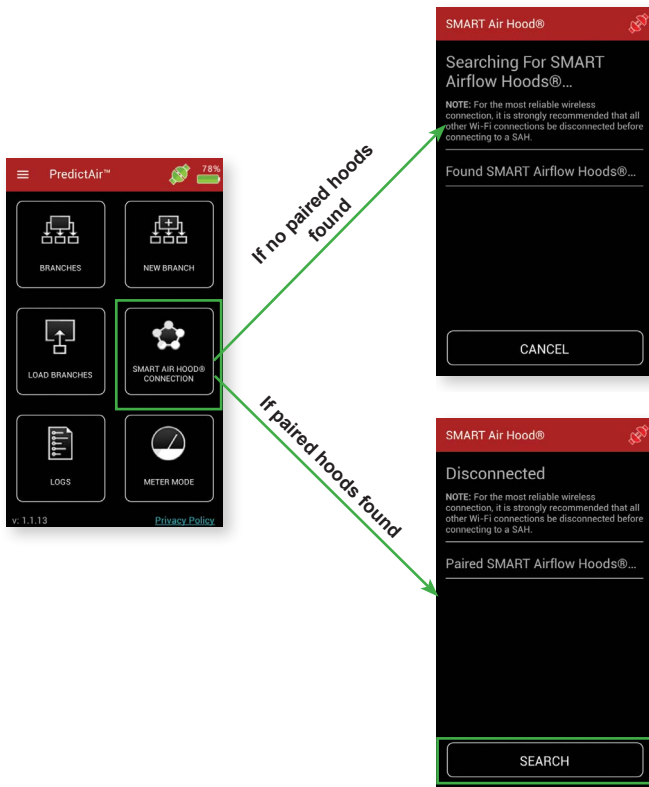 PredictAir™
78%
BRANCHES
NEW BRANCH
LOAD BRANCHES
SMART AIR HOOD®
CONNECTION
LOGS
METER MODE
v: 1.1.13
Privacy Policy
If no paired hoods
found
If paired hoods found
SMART Air Hood®
Searching For SMART
Airflow Hoods®...
NOTE: For the most reliable wireless
connection, it is strongly recommended that all
other Wi-Fi connections be disconnected before
connecting to a SAH.
Found SMART Airflow Hoods®...
CANCEL
SMART Air Hood®
Disconnected
NOTE: For the most reliable wireless
connection, it is strongly recommended that all
other Wi-Fi connections be disconnected before
connecting to a SAH.
Paired SMART Airflow Hoods®...
SEARCH